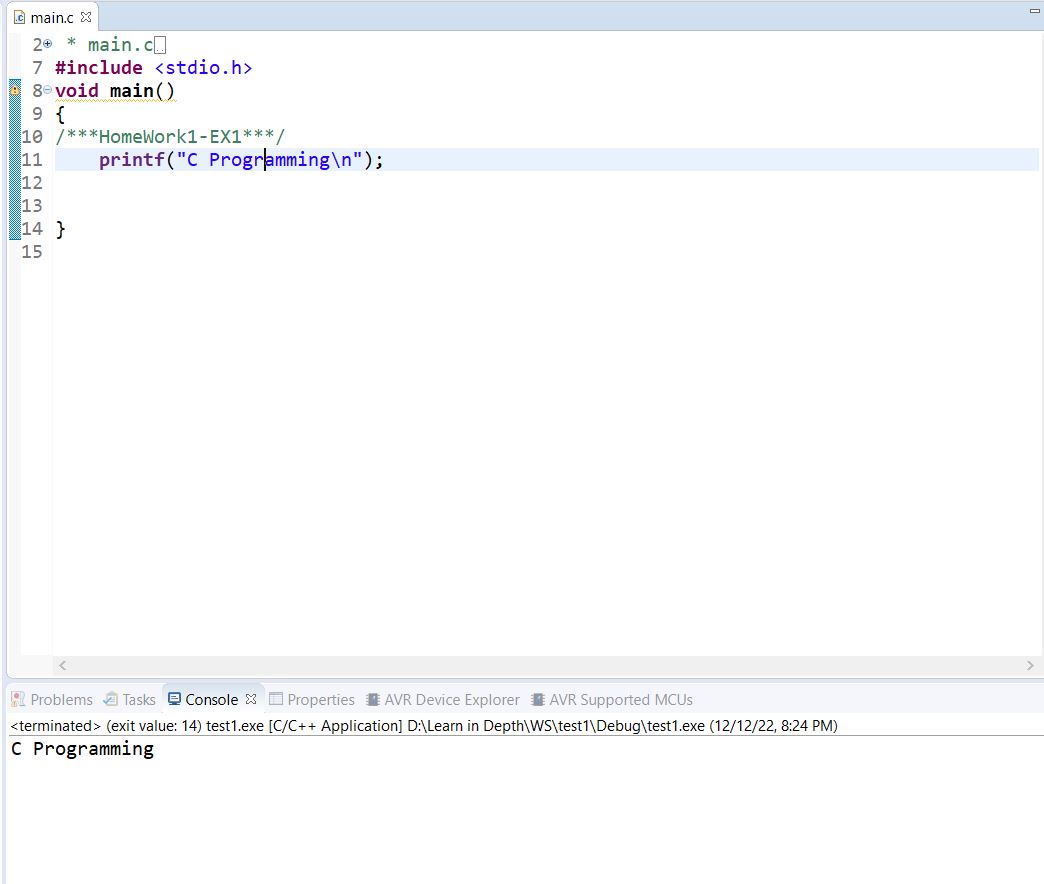 main.c
2 * main.c
7 #include <stdio.h>
8 void main()
9 {
10 /***HomeWork1-EX1***/
11     printf("C Programming\n");
12
13
14 }
15
Problems Tasks Console Properties AVR Device Explorer AVR Supported MCUs
<terminated> (exit value: 14) test1.exe [C/C++ Application] D:\Learn in Depth\WS\test1\Debug\test1.exe (12/12/22, 8:24 PM)
C Programming